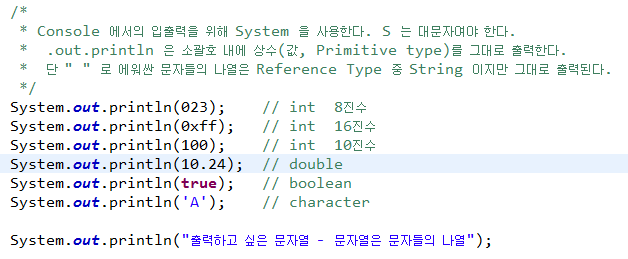 /*
 * Console 에서의 입출력을 위해 System 을 사용한다. S 는 대문자여야 한다.
 *  .out.println 은 소괄호 내에 상수(값, Primitive type)를 그대로 출력한다.
 *  단 " " 로 에워싼 문자들의 나열은 Reference Type 중 String 이지만 그대로 출력된다.
 */
System.out.println(023);    // int  8진수
System.out.println(0xff);   // int  16진수
System.out.println(100);    // int  10진수
System.out.println(10.24);  // double
System.out.println(true);   // boolean
System.out.println('A');    // character

System.out.println("출력하고 싶은 문자열 - 문자열은 문자들의 나열");